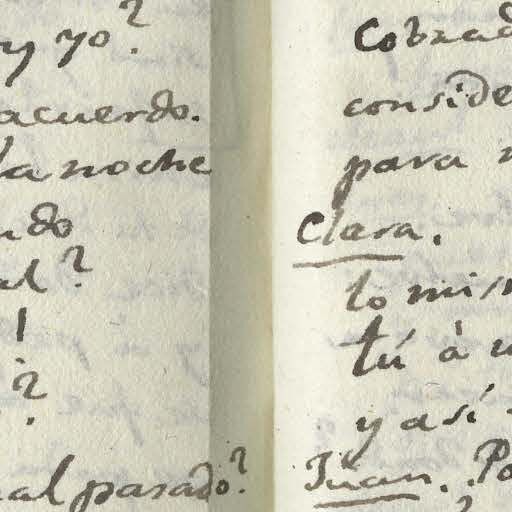 y yo?
acuerdo.
la noche
ndo
al?
!
?
al pasado?
Cobrad
conside
para n
Clara.
lo mis
tú à u
y así
Juan. Po